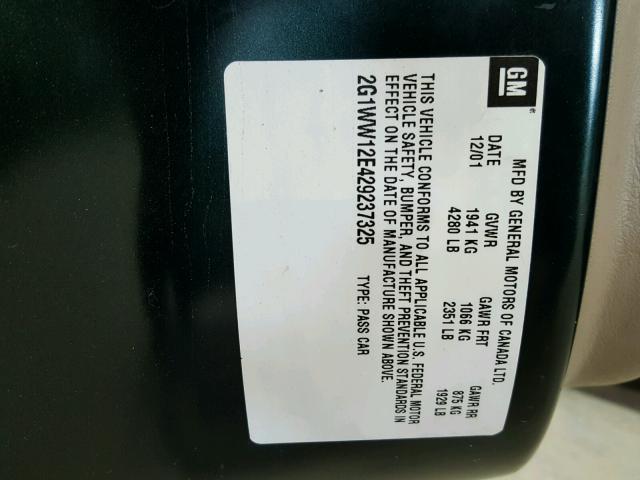 GM
MFD BY GENERAL MOTORS OF CANADA LTD.
DATE GVWR GAWR FRT GAWR RR
12/01 1941 KG 1066 KG 875 KG
4280 LB 2351 LB 1929 LB
THIS VEHICLE CONFORMS TO ALL APPLICABLE U.S. FEDERAL MOTOR
VEHICLE SAFETY, BUMPER, AND THEFT PREVENTION STANDARDS IN
EFFECT ON THE DATE OF MANUFACTURE SHOWN ABOVE.
2G1WW12E429237325 TYPE: PASS CAR